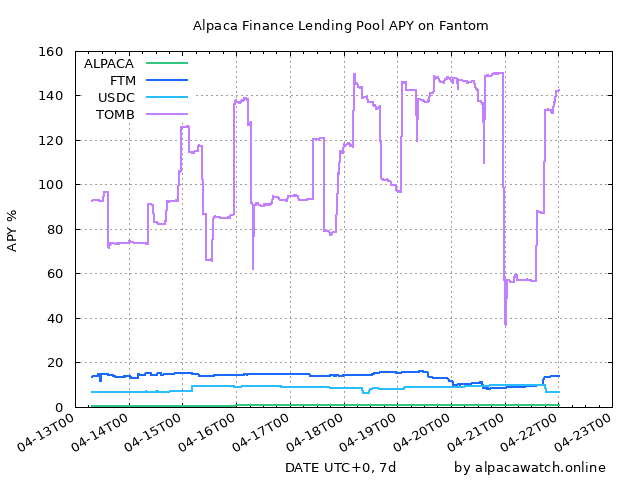 Alpaca Finance Lending Pool APY on Fantom
160
140
120
100
80
60
40
20
0
APY %
ALPACA
FTM
USDC
TOMB
04-13T00
04-14T00
04-15T00
04-16T00
04-17T00
04-18T00
04-19T00
04-20T00
04-21T00
04-22T00
04-23T00
DATE UTC+0, 7d
by alpacawatch.online